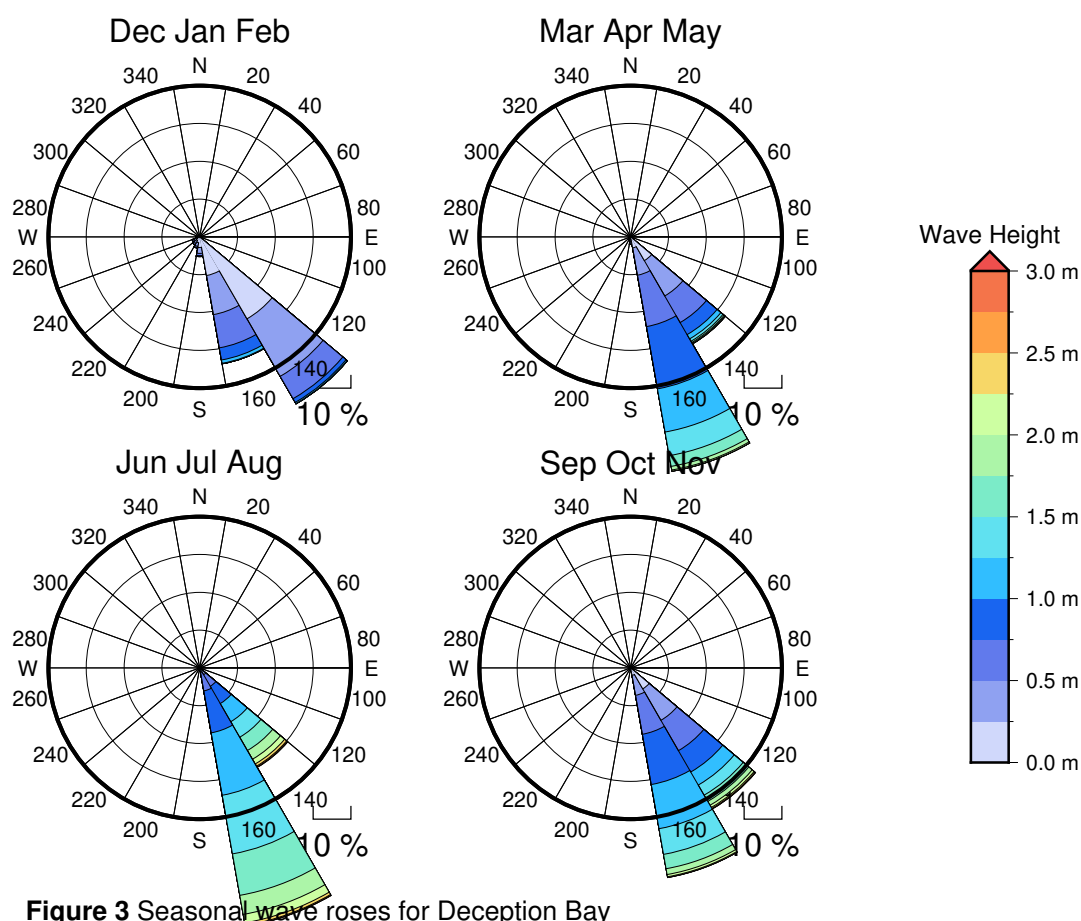 Dec Jan Feb
N
20
40
60
80
E
100
120
140
160
S
200
220
240
260
W
280
300
320
340
10 %
Mar Apr May
N
20
40
60
80
E
100
120
140
160
S
200
220
240
260
W
280
300
320
340
10 %
Jun Jul Aug
N
20
40
60
80
E
100
120
140
160
S
200
220
240
260
W
280
300
320
340
10 %
Sep Oct Nov
N
20
40
60
80
E
100
120
140
160
S
200
220
240
260
W
280
300
320
340
10 %
Wave Height
3.0 m
2.5 m
2.0 m
1.5 m
1.0 m
0.5 m
0.0 m
Figure 3 Seasonal wave roses for Deception Bay